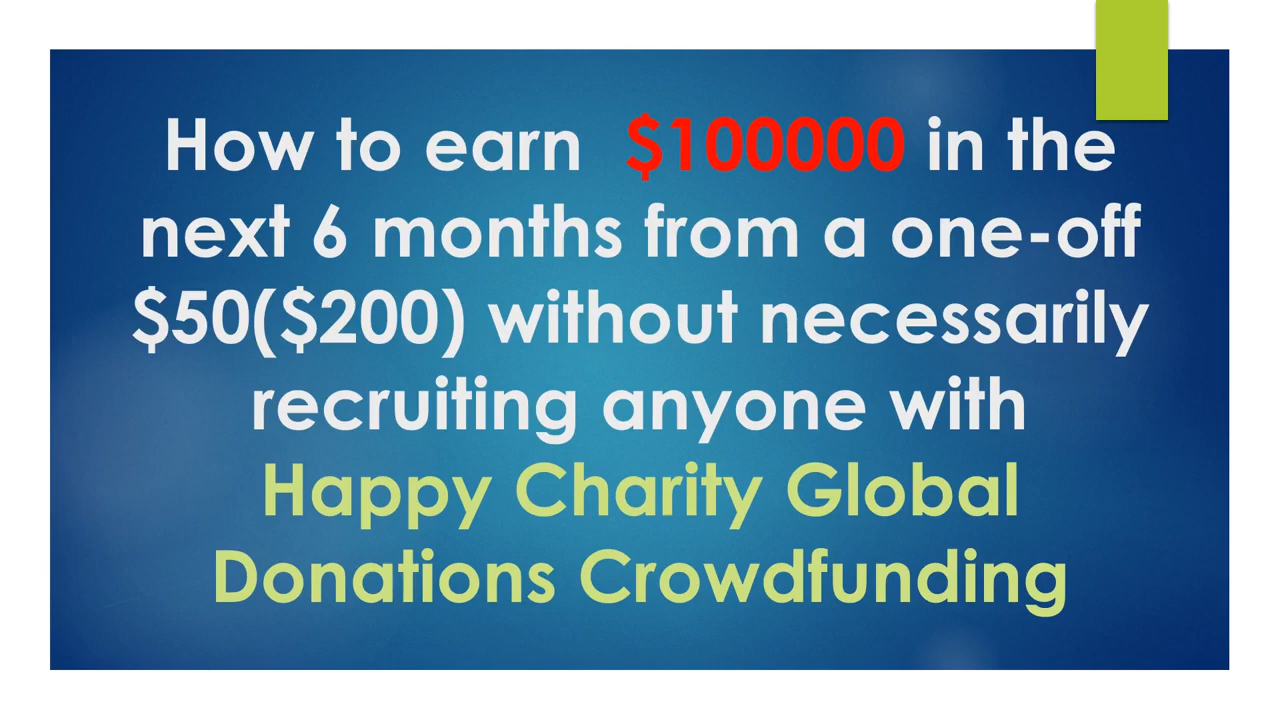 How to earn $100000 in the
next 6 months from a one-off
$50($200) without necessarily
recruiting anyone with
Happy Charity Global
Donations Crowdfunding